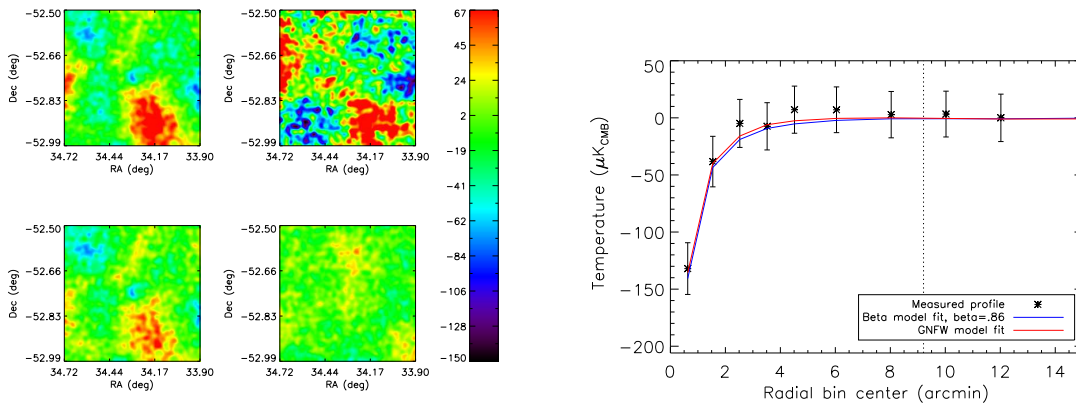 −52.50
−52.66
−52.83
−52.99
Dec (deg)
34.72 34.44 34.17 33.90
RA (deg)
−52.50
−52.66
−52.83
−52.99
Dec (deg)
34.72 34.44 34.17 33.90
RA (deg)
−52.50
−52.66
−52.83
−52.99
Dec (deg)
34.72 34.44 34.17 33.90
RA (deg)
−52.50
−52.66
−52.83
−52.99
Dec (deg)
34.72 34.44 34.17 33.90
RA (deg)
67
45
24
2
−19
−41
−63
−84
−106
−128
−150
50
0
−50
−100
−150
−200
Temperature (μK_CMB)
0 2 4 6 8 10 12 14
Radial bin center (arcmin)
Measured profile
Beta model fit, beta=.86
GNFW model fit